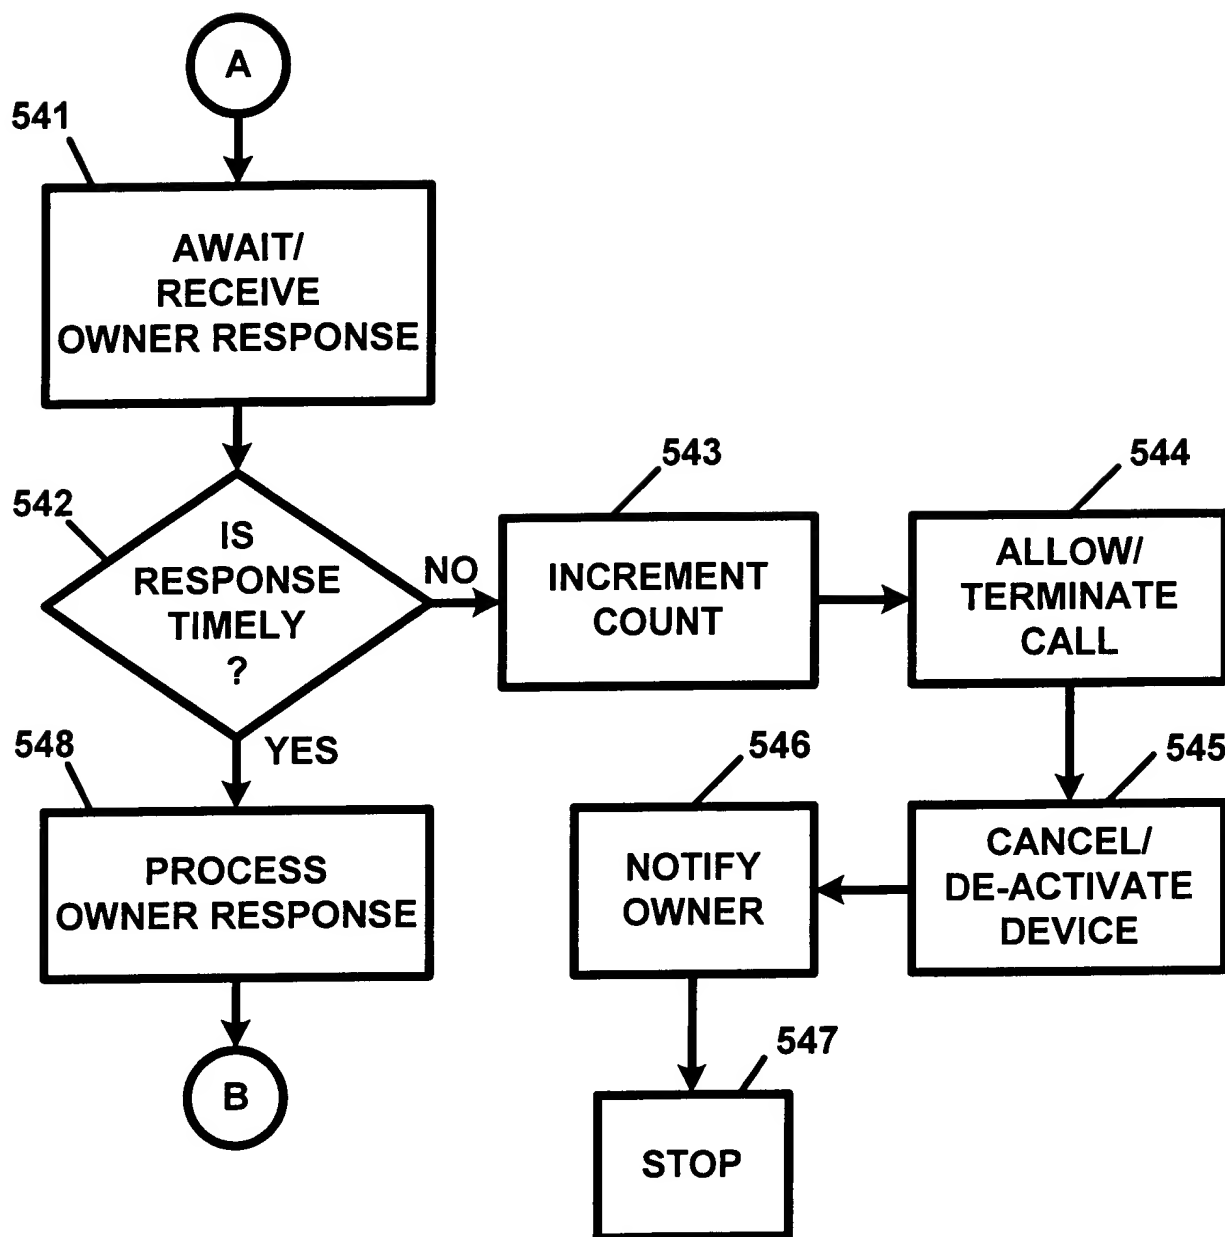 A
541
AWAIT/
RECEIVE
OWNER RESPONSE
542
IS
RESPONSE
TIMELY
?
NO
YES
543
INCREMENT
COUNT
544
ALLOW/
TERMINATE
CALL
545
CANCEL/
DE-ACTIVATE
DEVICE
546
NOTIFY
OWNER
547
STOP
548
PROCESS
OWNER RESPONSE
B